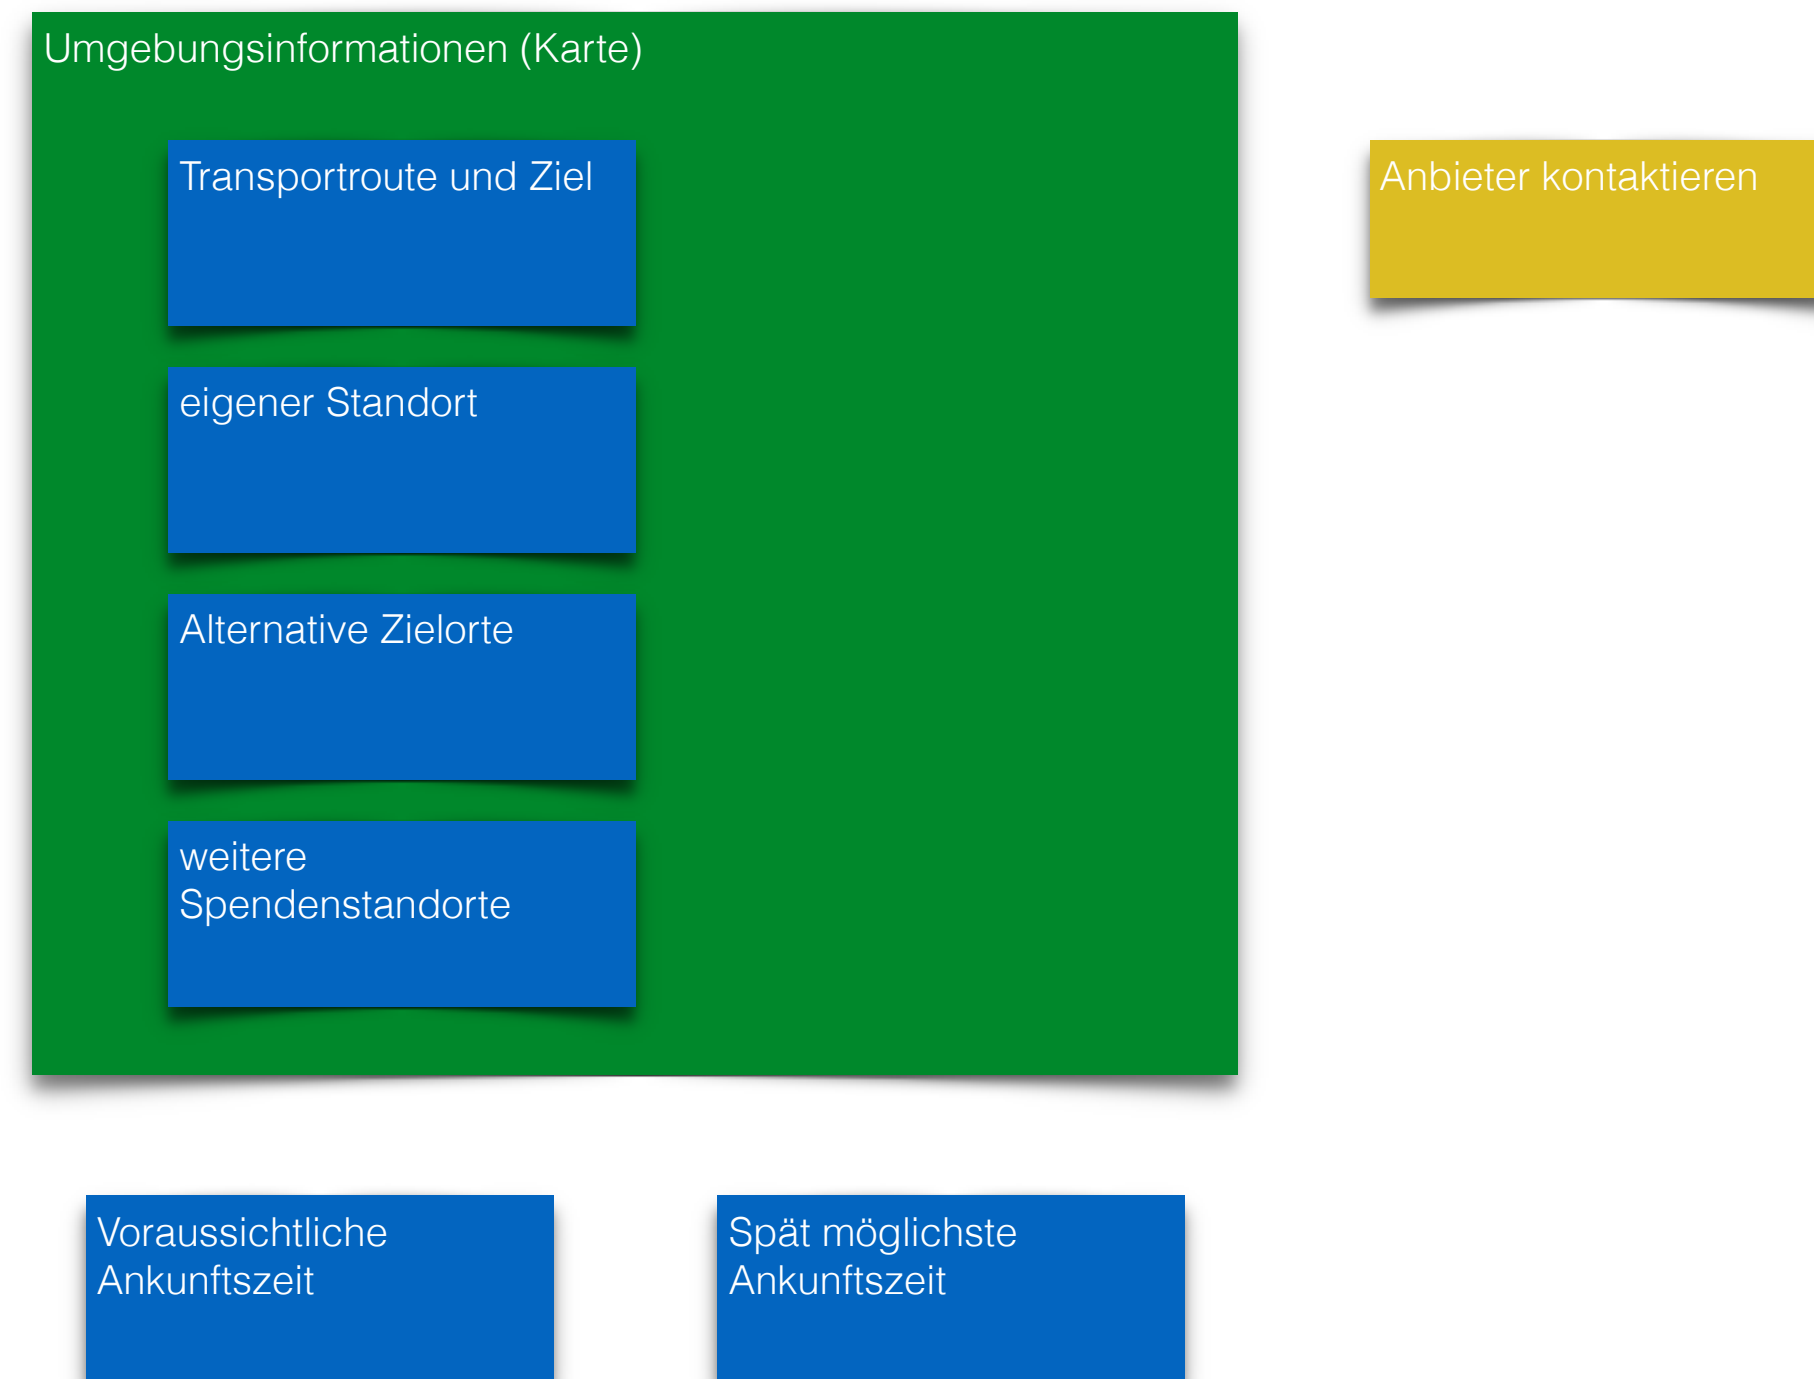 Umgebungsinformationen (Karte)
Transportroute und Ziel
Anbieter kontaktieren
eigener Standort
Alternative Zielorte
weitere
Spendenstandorte
Voraussichtliche
Ankunftszeit
Spät möglichste
Ankunftszeit